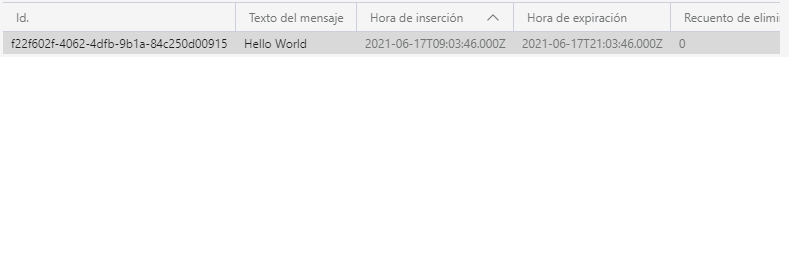 Id. Texto del mensaje Hora de inserción Hora de expiración Recuento de elimi
f22f602f-4062-4dfb-9b1a-84c250d00915 Hello World 2021-06-17T09:03:46.000Z 2021-06-17T21:03:46.000Z 0